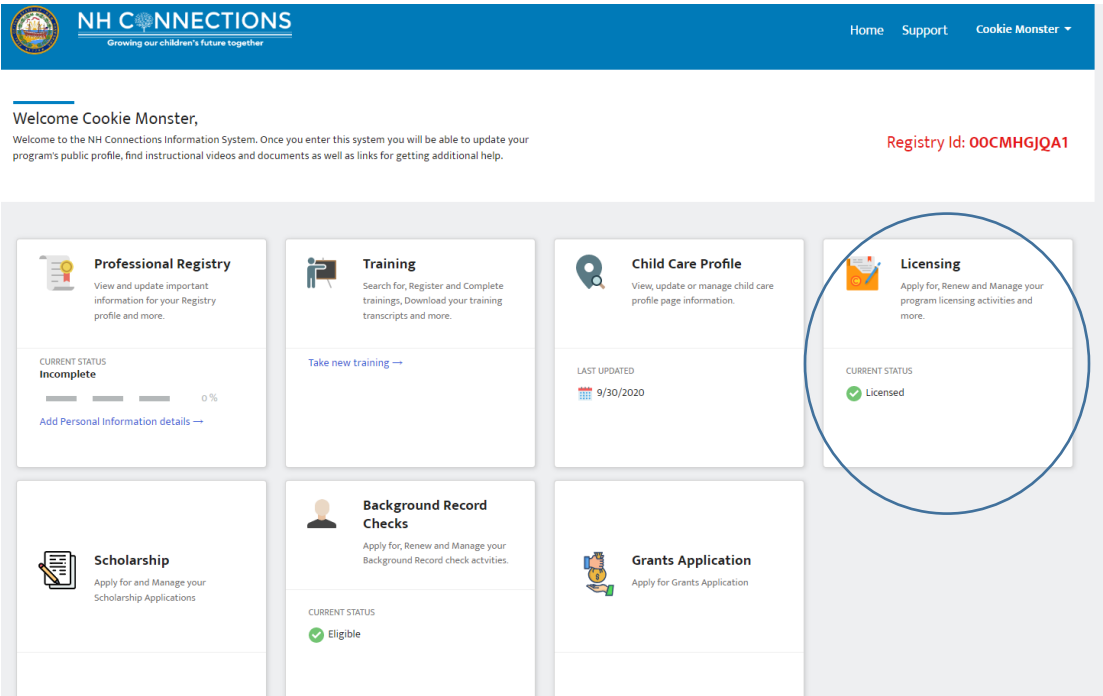 NH CONNECTIONS
Growing our children's future together
Home Support Cookie Monster
Welcome Cookie Monster,
Welcome to the NH Connections Information System. Once you enter this system you will be able to update your
program's public profile, find instructional videos and documents as well as links for getting additional help.
Registry Id: 00CMHGJQA1
Professional Registry
View and update important
information for your Registry
profile and more.
CURRENT STATUS
Incomplete
0 %
Add Personal Information details →
Training
Search for, Register and Complete
trainings, Download your training
transcripts and more.
Take new training →
Child Care Profile
View, update or manage child care
profile page information.
LAST UPDATED
9/30/2020
Licensing
Apply for, Renew and Manage your
program licensing activities and
more.
CURRENT STATUS
Licensed
Scholarship
Apply for and Manage your
Scholarship Applications
Background Record
Checks
Apply for, Renew and Manage your
Background Record check actvities.
CURRENT STATUS
Eligible
Grants Application
Apply for Grants Application